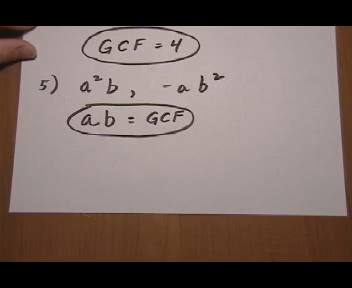 GCF = 4
5) a²b, -ab²
ab = GCF